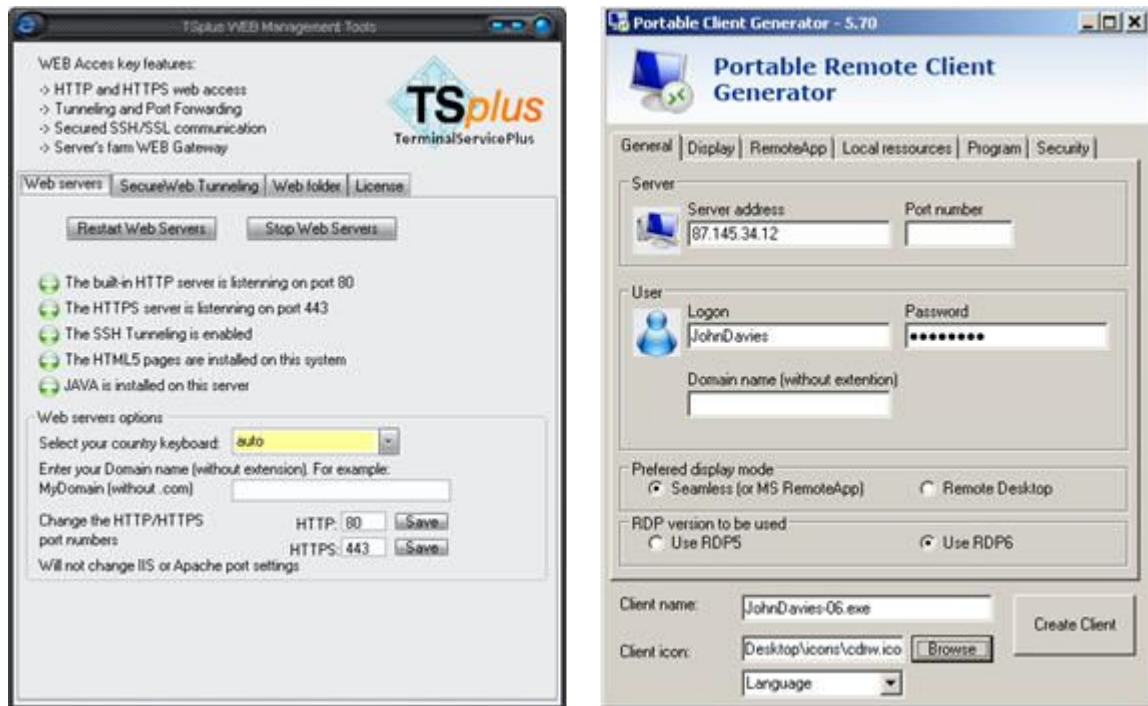 TSplus WEB Management Tools
WEB Acces key features:
-> HTTP and HTTPS web access
-> Tunneling and Port Forwarding
-> Secured SSH/SSL communication
-> Server's farm WEB Gateway
TSplus
TerminalServicePlus
Web servers SecureWeb Tunneling Web folder License
Restart Web Servers Stop Web Servers
The built-in HTTP server is listenning on port 80
The HTTPS server is listenning on port 443
The SSH Tunneling is enabled
The HTML5 pages are installed on this system
JAVA is installed on this server
Web servers options
Select your country keyboard: auto
Enter your Domain name (without extension). For example:
MyDomain (without .com)
Change the HTTP/HTTPS
port numbers
HTTP: 80 Save
HTTPS: 443 Save
Will not change IIS or Apache port settings
Portable Client Generator - 5.70
Portable Remote Client
Generator
General Display RemoteApp Local ressources Program Security
Server
Server address Port number
87.145.34.12
User
Logon Password
JohnDavies ●●●●●●●●
Domain name (without extention)
Prefered display mode
Seamless (or MS RemoteApp) Remote Desktop
RDP version to be used
Use RDP5 Use RDP6
Client name: JohnDavies-06.exe
Create Client
Client icon: Desktop\icons\cdrw.ico Browse
Language